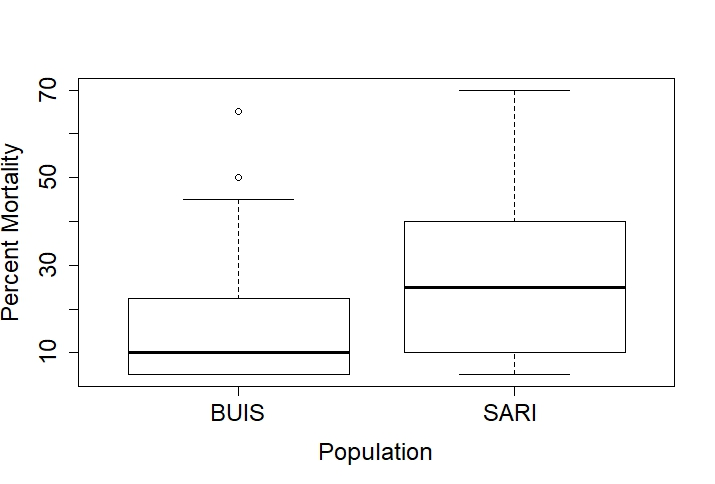 Percent Mortality
70
50
30
10
BUIS SARI
Population